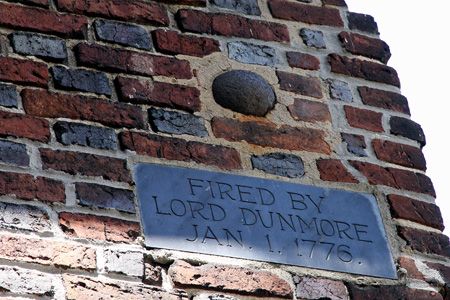 FIRED BY
LORD DUNMORE
JAN. 1. 1776.